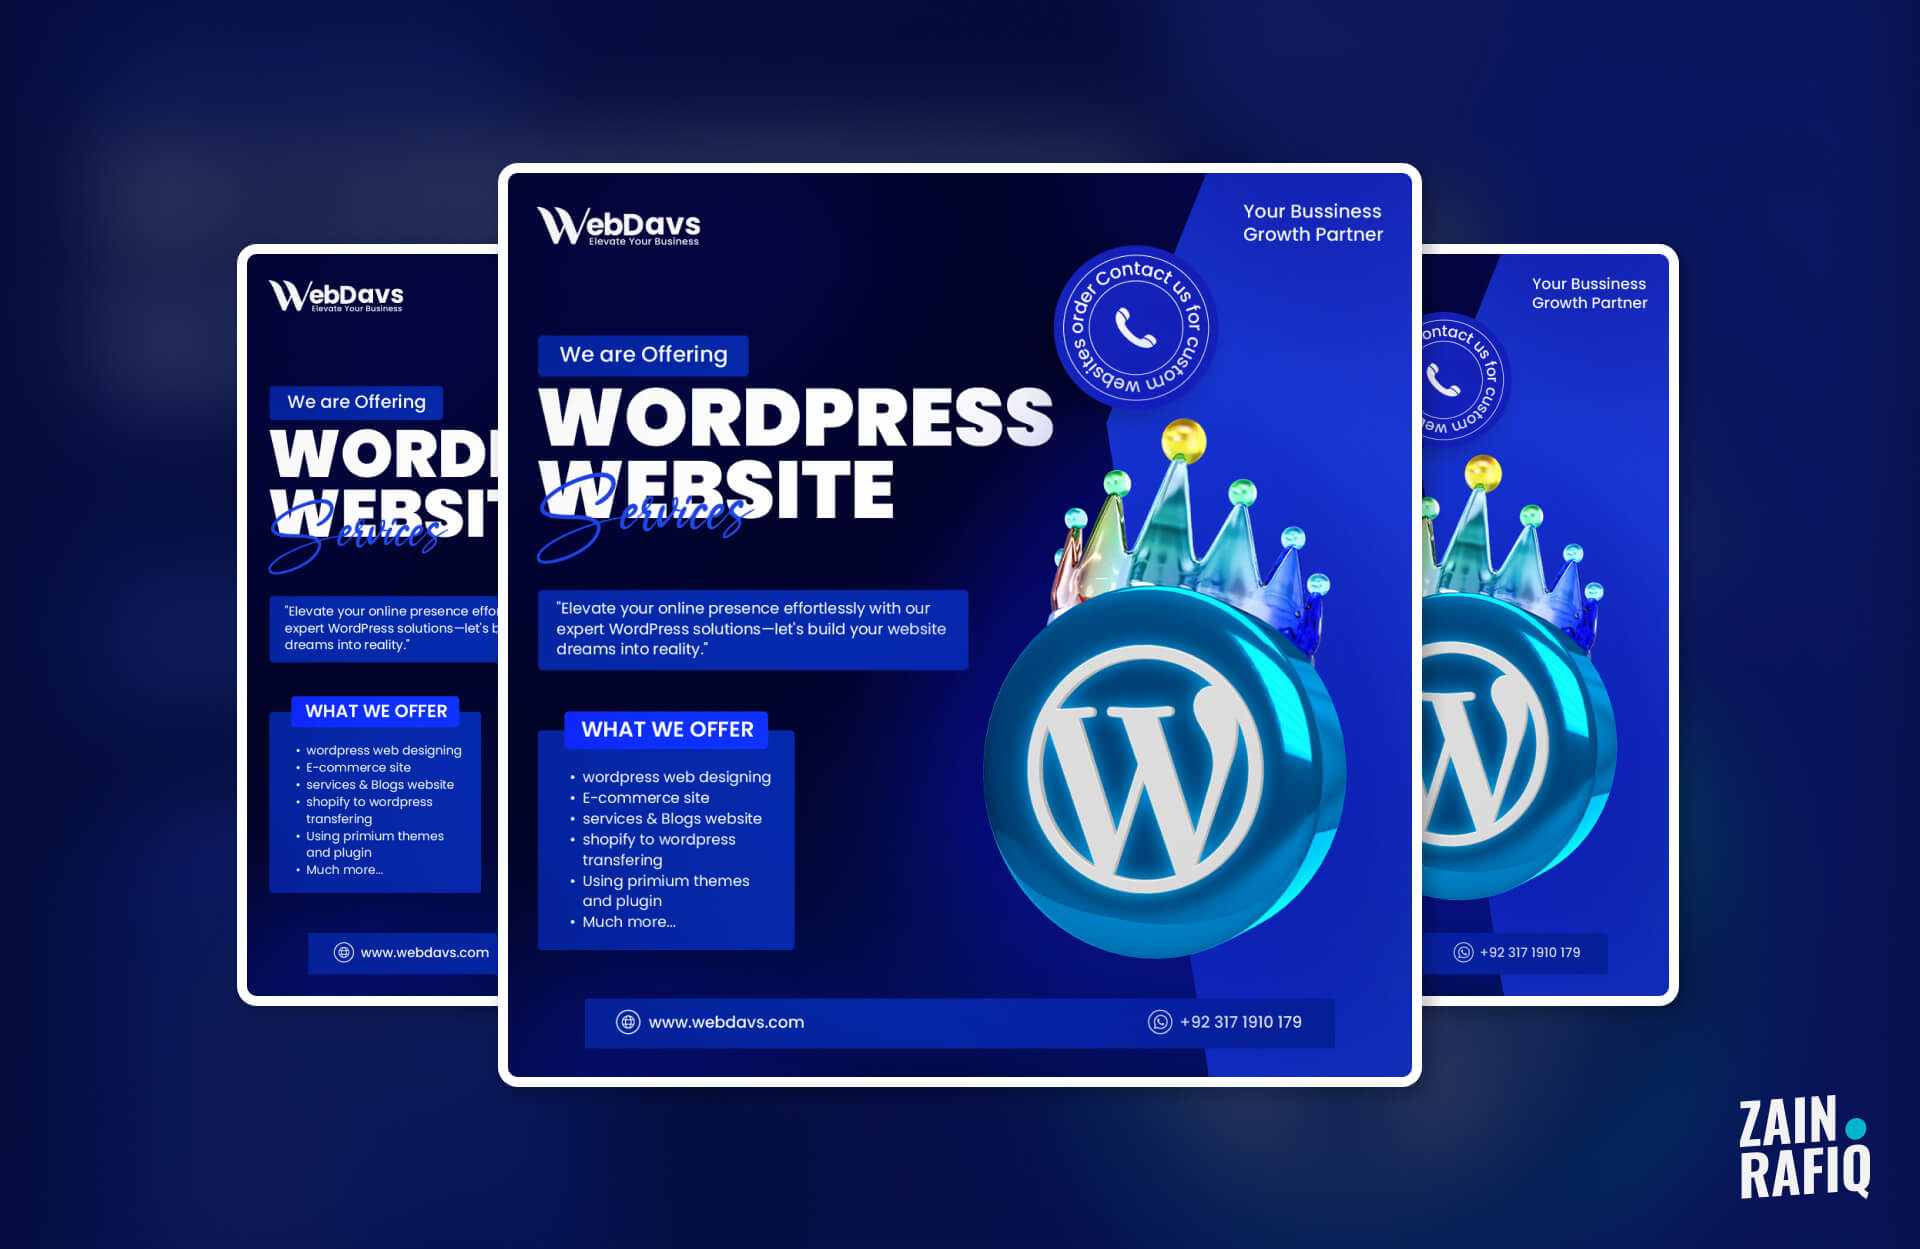 WebDavs
Elevate Your Business
We are Offering
WORDP
WEBSIT
Services
"Elevate your online presence effor
expert WordPress solutions—let's b
dreams into reality."
WHAT WE OFFER
• wordpress web designing
• E-commerce site
• services & Blogs website
• shopify to wordpress
transfering
• Using primium themes
and plugin
• Much more...
www.webdavs.com
WebDavs
Elevate Your Business
Your Bussiness
Growth Partner
Contact us for custom websites order
We are Offering
WORDPRESS
WEBSITE
Services
"Elevate your online presence effortlessly with our
expert WordPress solutions—let's build your website
dreams into reality."
WHAT WE OFFER
• wordpress web designing
• E-commerce site
• services & Blogs website
• shopify to wordpress
transfering
• Using primium themes
and plugin
• Much more...
www.webdavs.com
+92 317 1910 179
Your Bussiness
Growth Partner
ontact us for custom we
+92 317 1910 179
ZAIN
RAFIQ